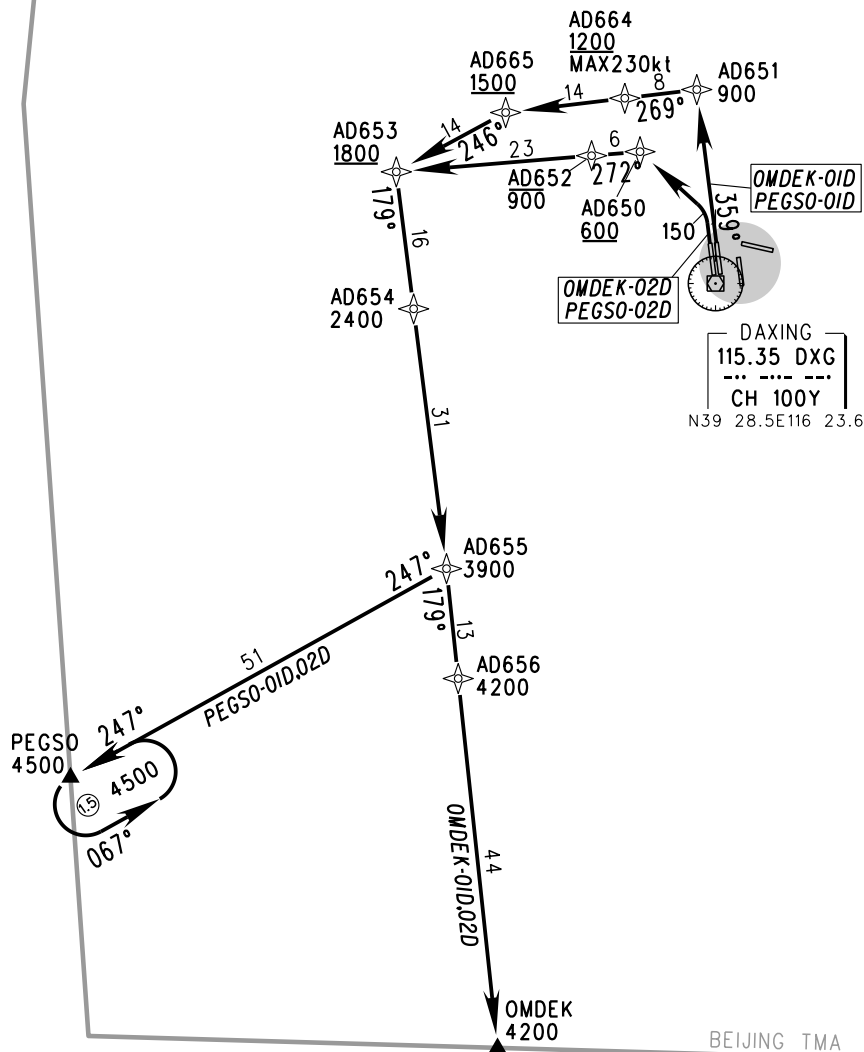 AD664
1200
MAX230kt
AD665
1500
AD651
900
8
14
269°
14
246°
AD653
1800
23
6
AD652
900
272°
AD650
600
OMDEK-01D
PEGSO-01D
359°
150
179°
16
OMDEK-02D
PEGSO-02D
AD654
2400
DAXING
115.35 DXG
-·· -··- --·
CH 100Y
N39 28.5E116 23.6
31
AD655
3900
247°
179°
13
51
PEGSO-01D,02D
AD656
4200
247°
PEGSO
4500
4500
1.5
067°
OMDEK-01D,02D
44
OMDEK
4200
BEIJING TMA